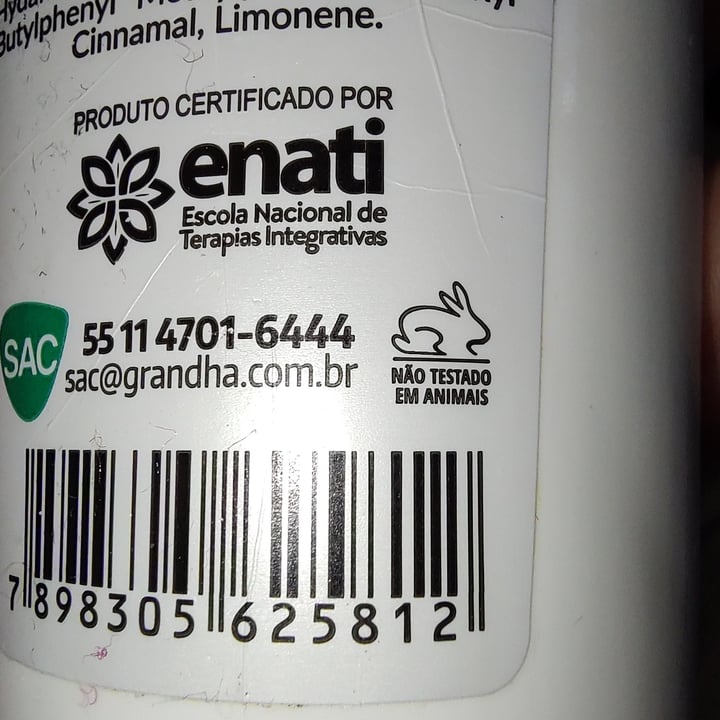 Butylphenyl
Cinnamal, Limonene.
PRODUTO CERTIFICADO POR
enati
Escola Nacional de
Terapias Integrativas
SAC
55 11 4701-6444
sac@grandha.com.br
NÃO TESTADO
EM ANIMAIS
7 898305 625812